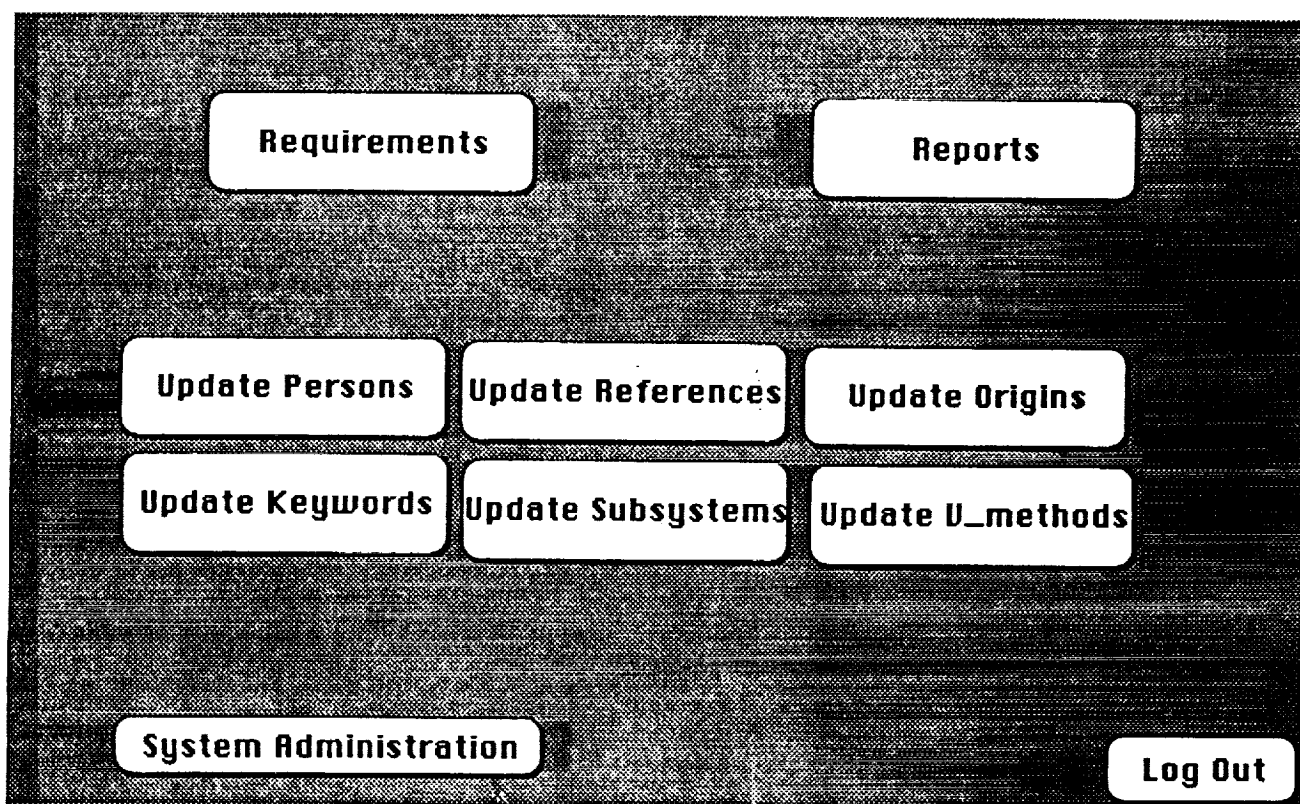 Requirements
Reports
Update Persons
Update References
Update Origins
Update Keywords
Update Subsystems
Update V_methods
System Administration
Log Out